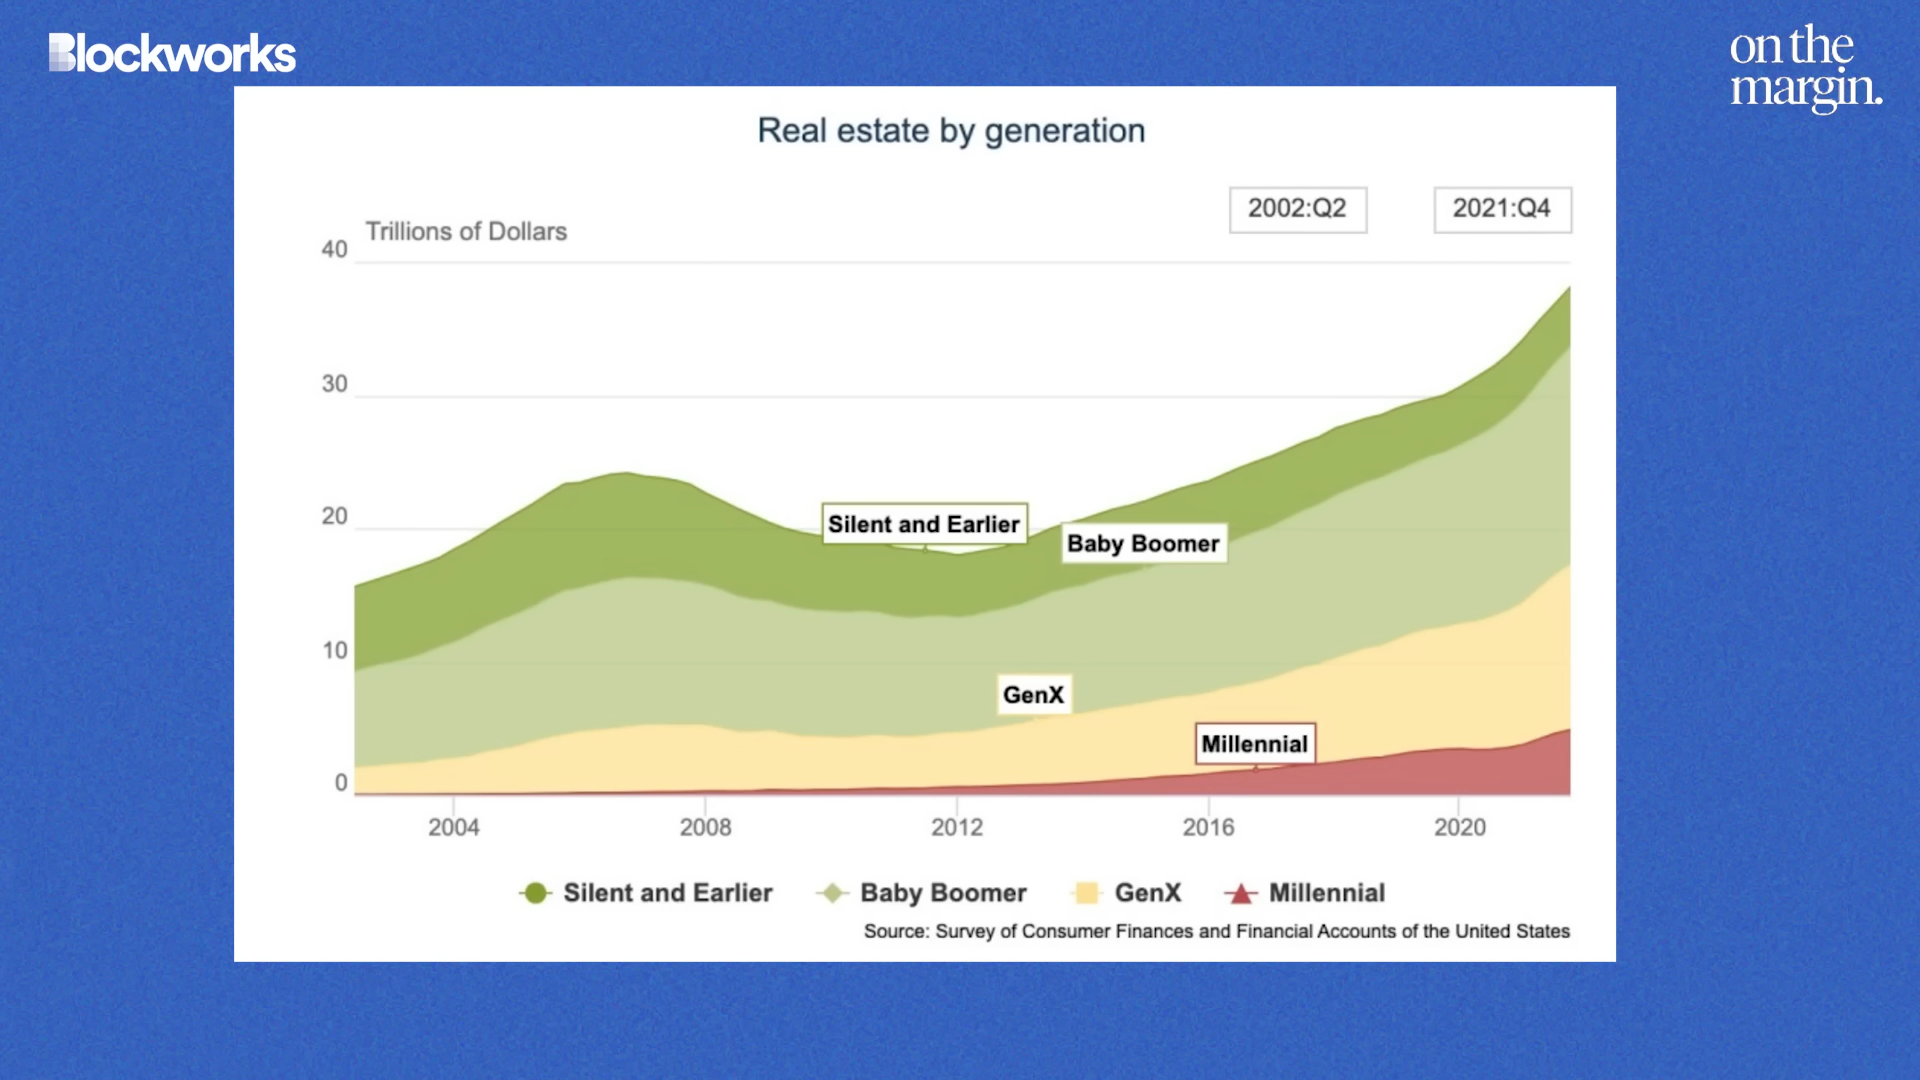 Blockworks
on the
margin.
Real estate by generation
2002:Q2
2021:Q4
Trillions of Dollars
40
30
20
10
0
Silent and Earlier
Baby Boomer
GenX
Millennial
2004
2008
2012
2016
2020
Silent and Earlier
Baby Boomer
GenX
Millennial
Source: Survey of Consumer Finances and Financial Accounts of the United States